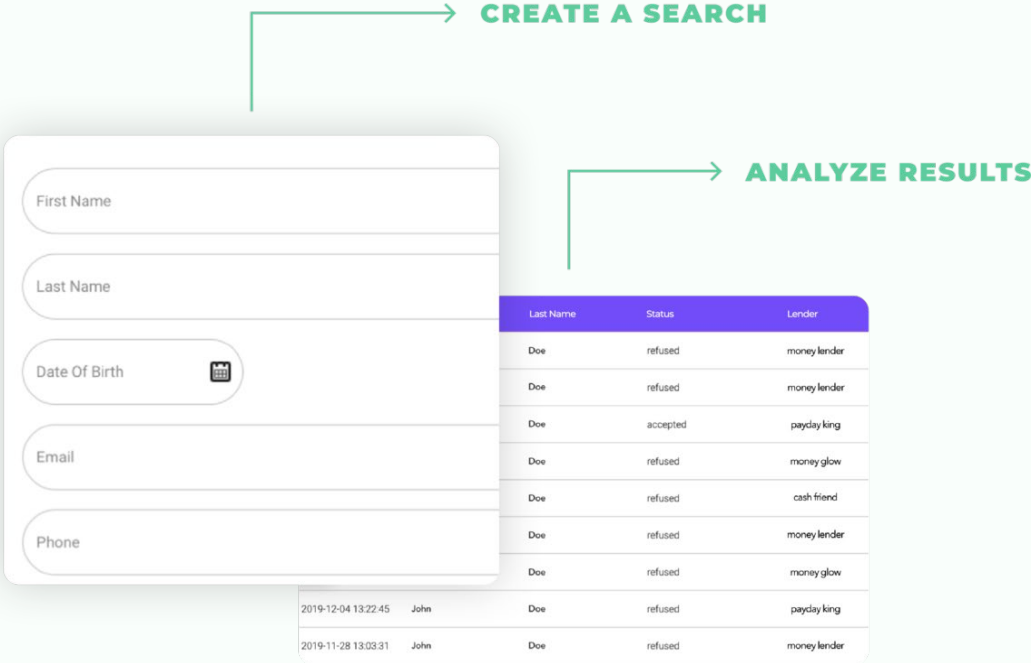 CREATE A SEARCH
ANALYZE RESULTS
First Name
Last Name
Date Of Birth
Email
Phone
Last Name Status Lender
Doe refused money lender
Doe refused money lender
Doe accepted payday king
Doe refused money glow
Doe refused cash friend
Doe refused money lender
Doe refused money glow
2019-12-04 13:22:45 John Doe refused payday king
2019-11-28 13:03:31 John Doe refused money lender